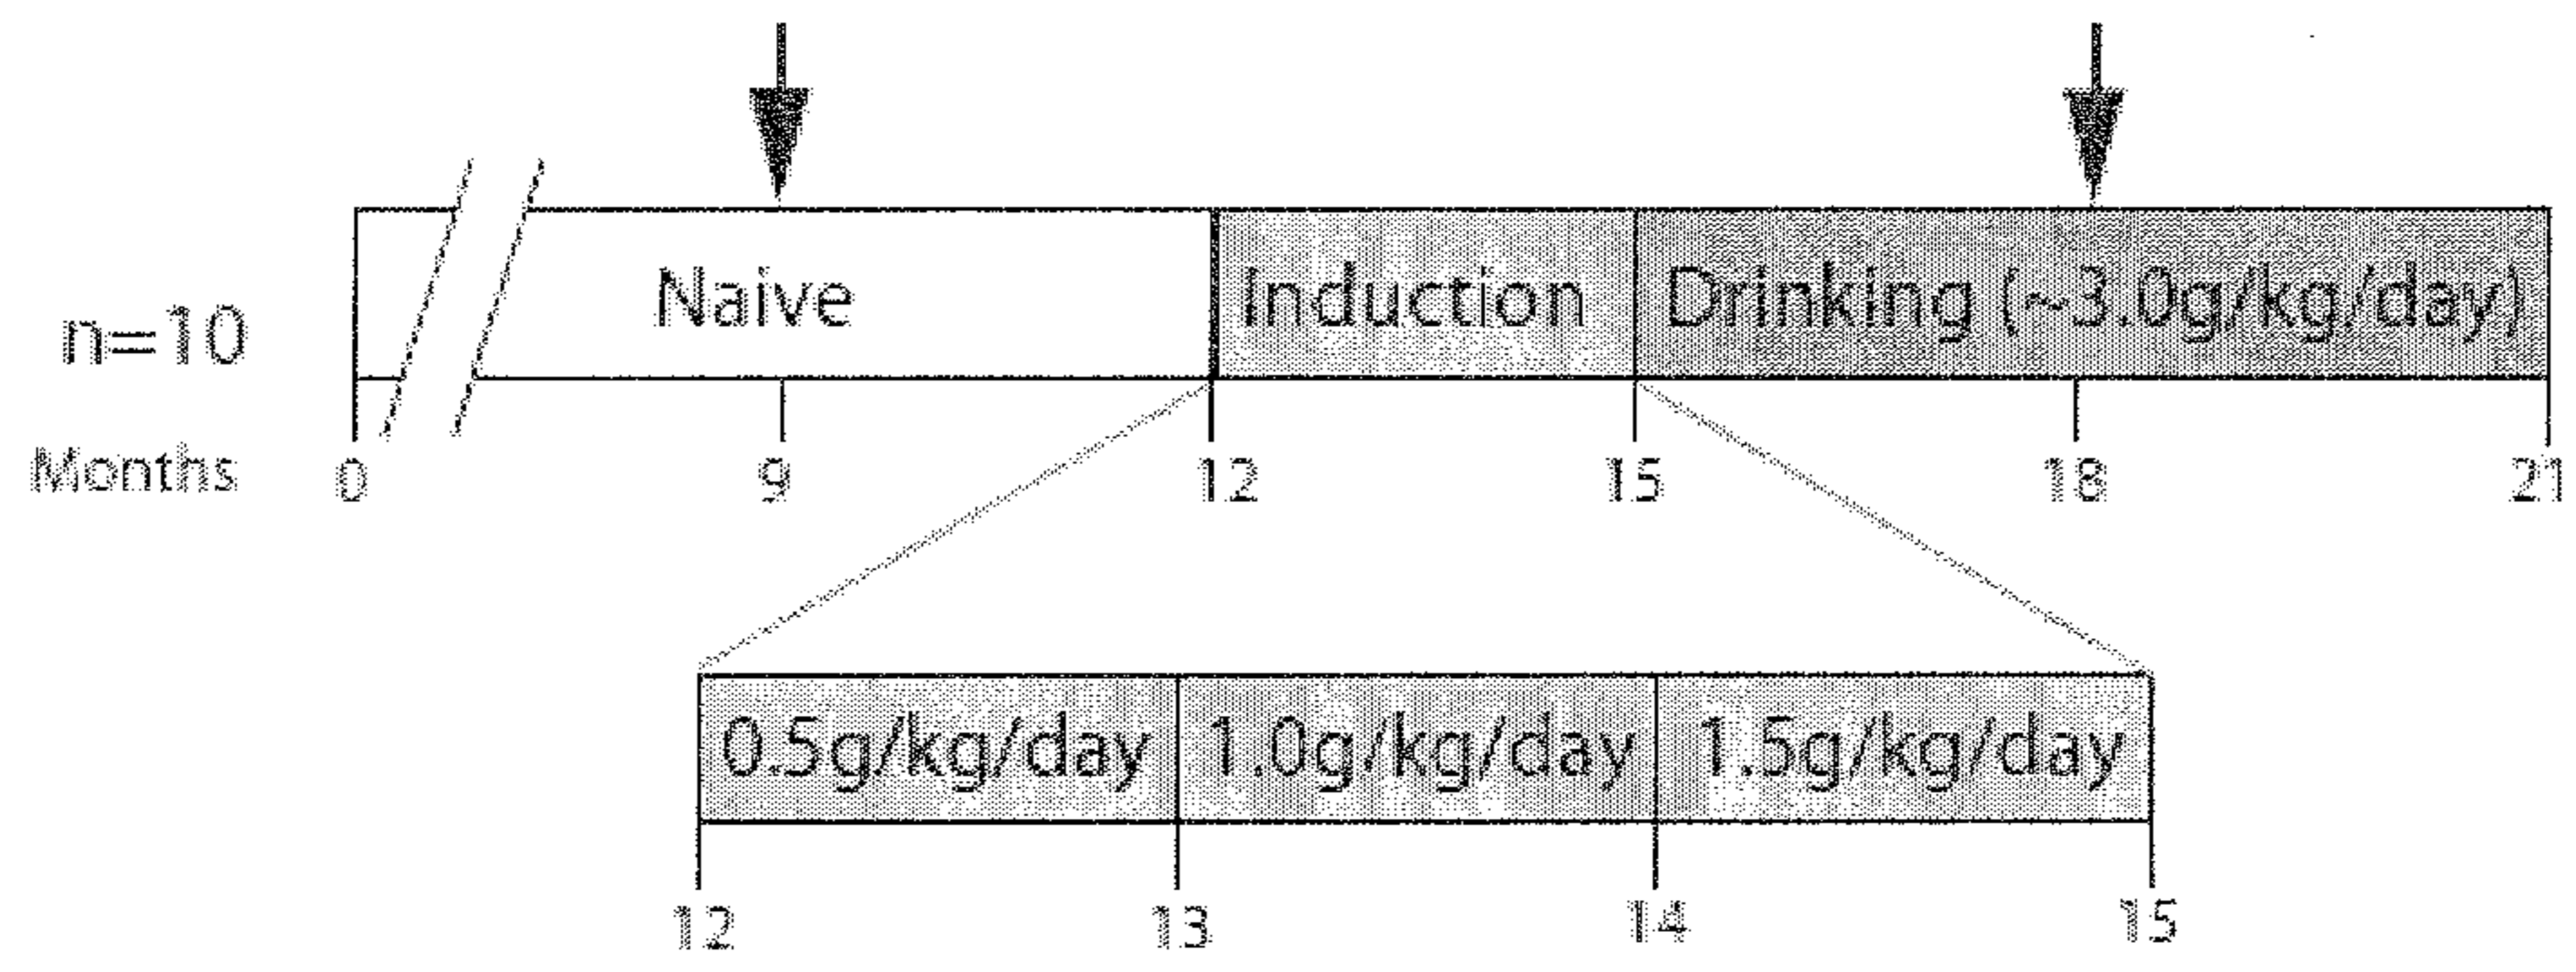 Naive Induction Drinking (~3.0g/kg/day)
n=10
Months 0 9 12 15 18 21
0.5g/kg/day 1.0g/kg/day 1.5g/kg/day
12 13 14 15